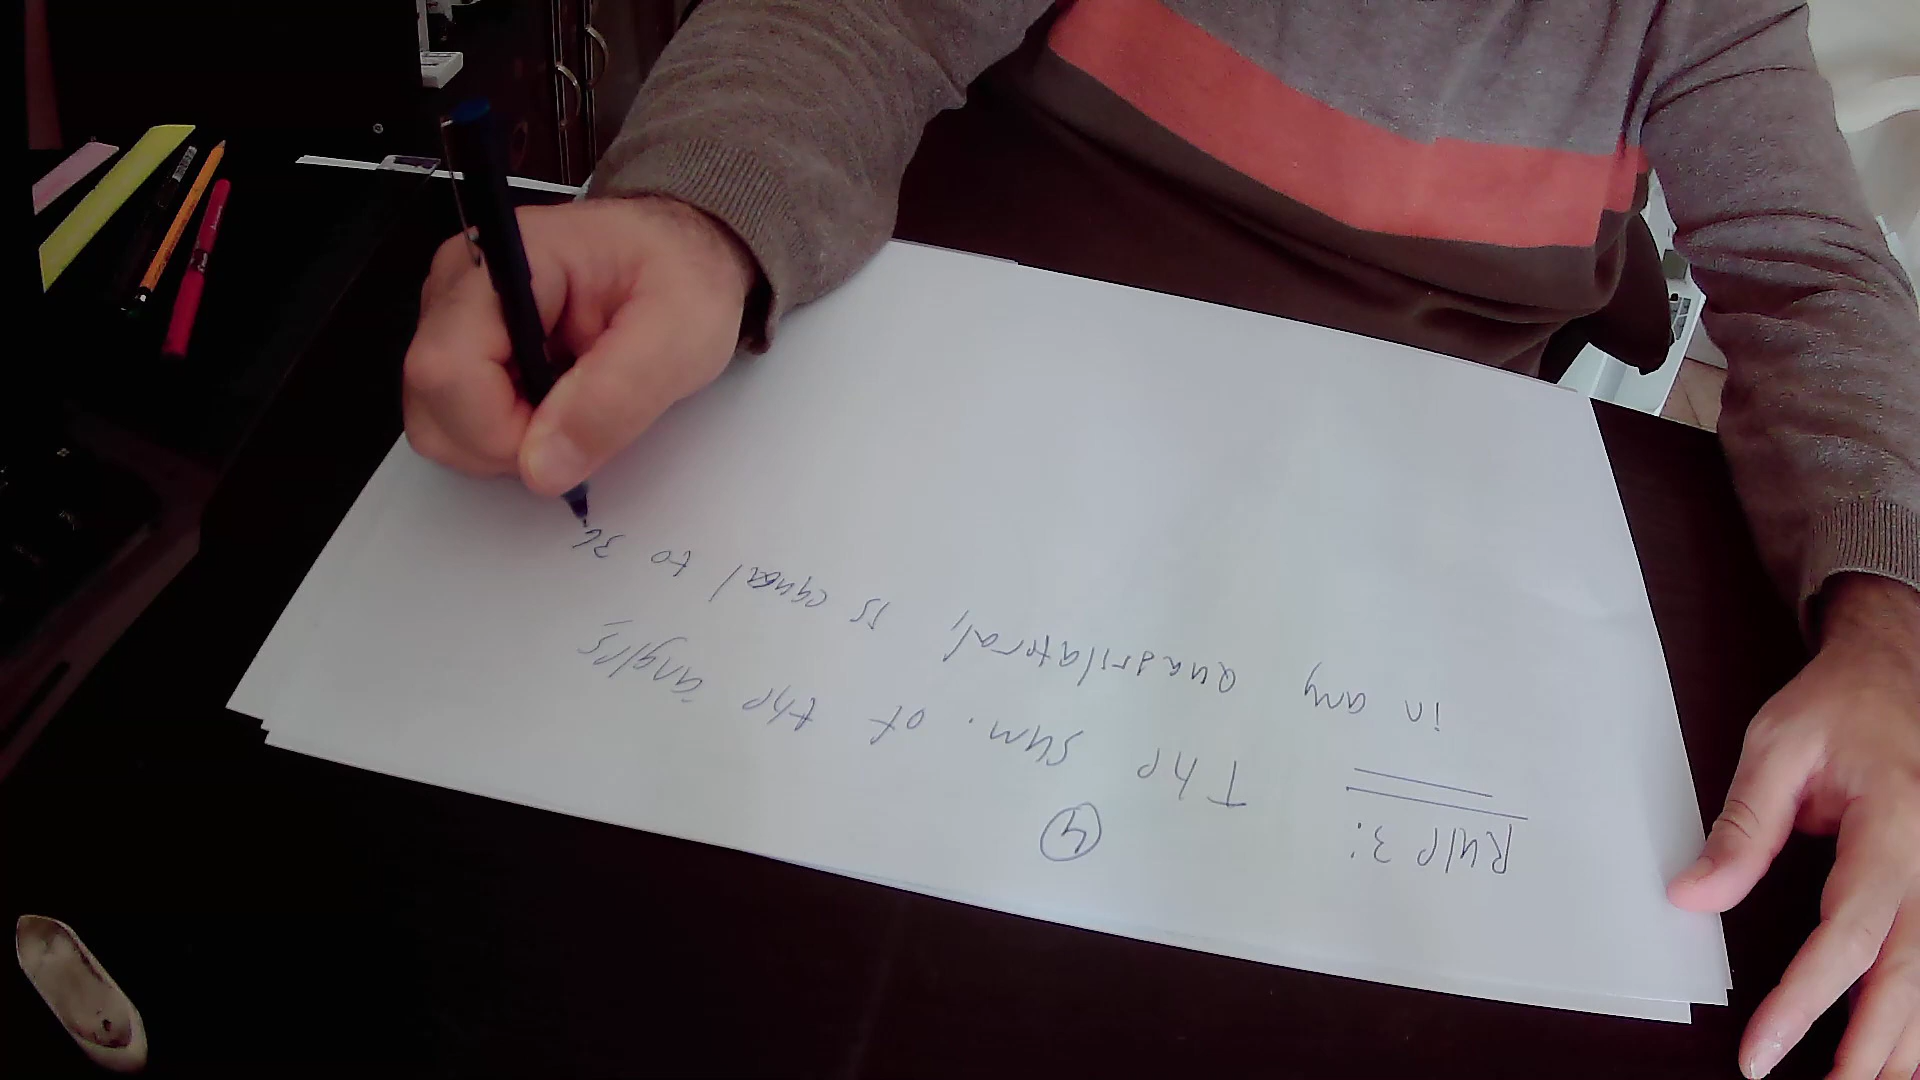 ④
Rule 3: The sum. of the angles
in any quadrilateral, is equal to 36